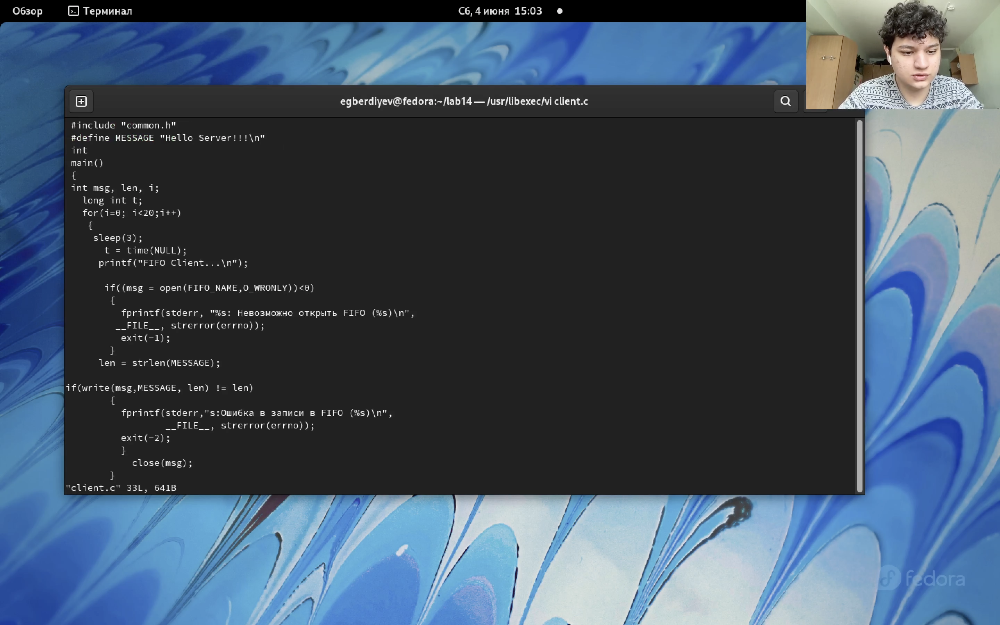 Обзор
Терминал
Сб, 4 июня 15:03
egberdiyev@fedora:~/lab14 — /usr/libexec/vi client.c
#include "common.h"
#define MESSAGE "Hello Server!!!\n"
int
main()
{
int msg, len, i;
long int t;
for(i=0; i<20;i++)
{
sleep(3);
t = time(NULL);
printf("FIFO Client...\n");
if((msg = open(FIFO_NAME,O_WRONLY))<0)
{
fprintf(stderr, "%s: Невозможно открыть FIFO (%s)\n",
__FILE__, strerror(errno));
exit(-1);
}
len = strlen(MESSAGE);
if(write(msg,MESSAGE, len) != len)
{
fprintf(stderr,"s:Ошибка в записи в FIFO (%s)\n",
__FILE__, strerror(errno));
exit(-2);
}
close(msg);
}
"client.c" 33L, 641B
fedora